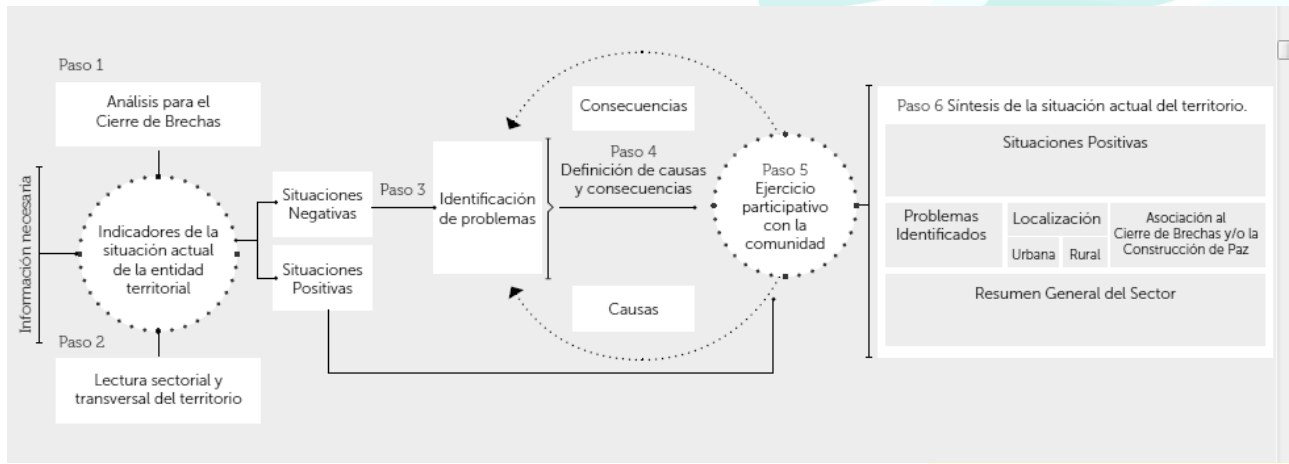 Paso 1
Análisis para el
Cierre de Brechas
Información necesaria
Indicadores de la
situación actual
de la entidad
territorial
Paso 2
Lectura sectorial y
transversal del territorio
Situaciones
Negativas
Situaciones
Positivas
Paso 3
Identificación
de problemas
Consecuencias
Paso 4
Definición de causas
y consecuencias
Causas
Paso 5
Ejercicio
participativo
con la
comunidad
Paso 6 Síntesis de la situación actual del territorio.
Situaciones Positivas
Problemas
Identificados
Localización
Urbana Rural
Asociación al
Cierre de Brechas y/o la
Construcción de Paz
Resumen General del Sector